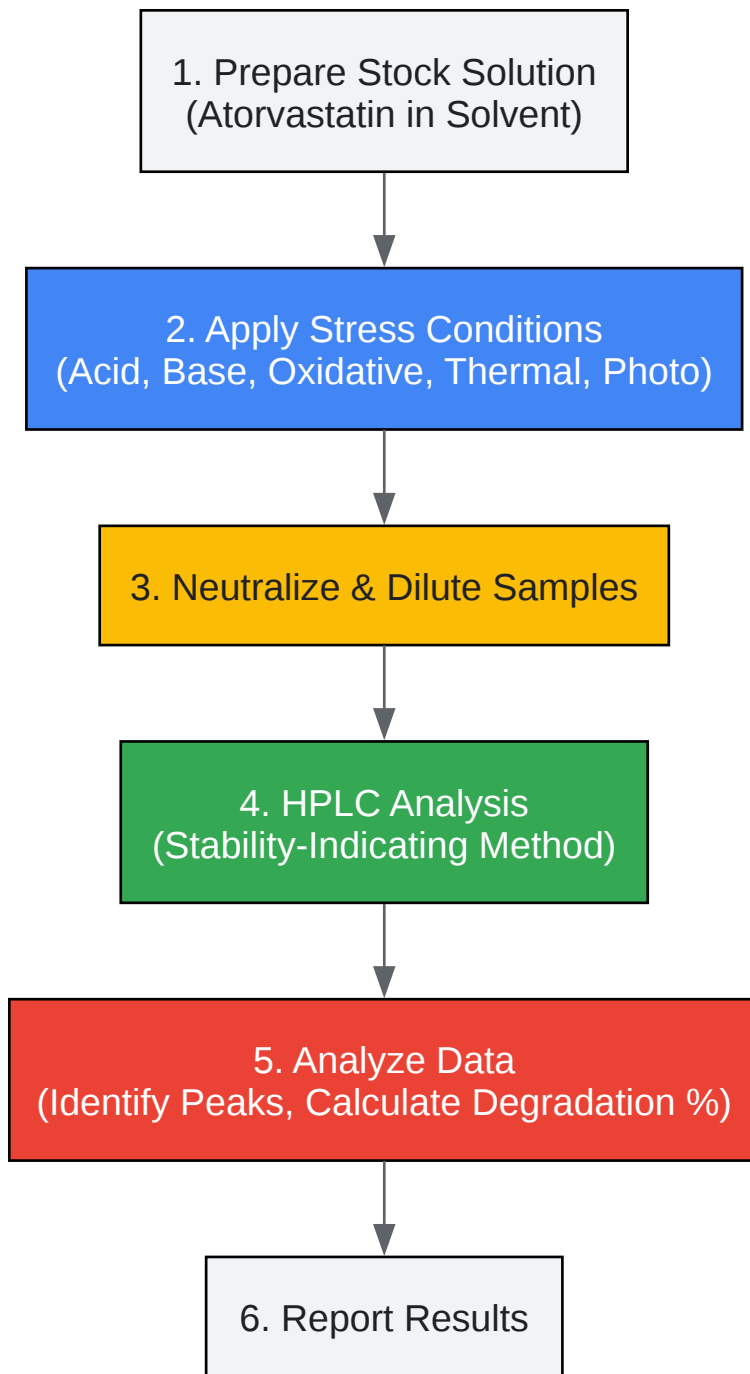 1. Prepare Stock Solution
(Atorvastatin in Solvent)
2. Apply Stress Conditions
(Acid, Base, Oxidative, Thermal, Photo)
3. Neutralize & Dilute Samples
4. HPLC Analysis
(Stability-Indicating Method)
5. Analyze Data
(Identify Peaks, Calculate Degradation %)
6. Report Results